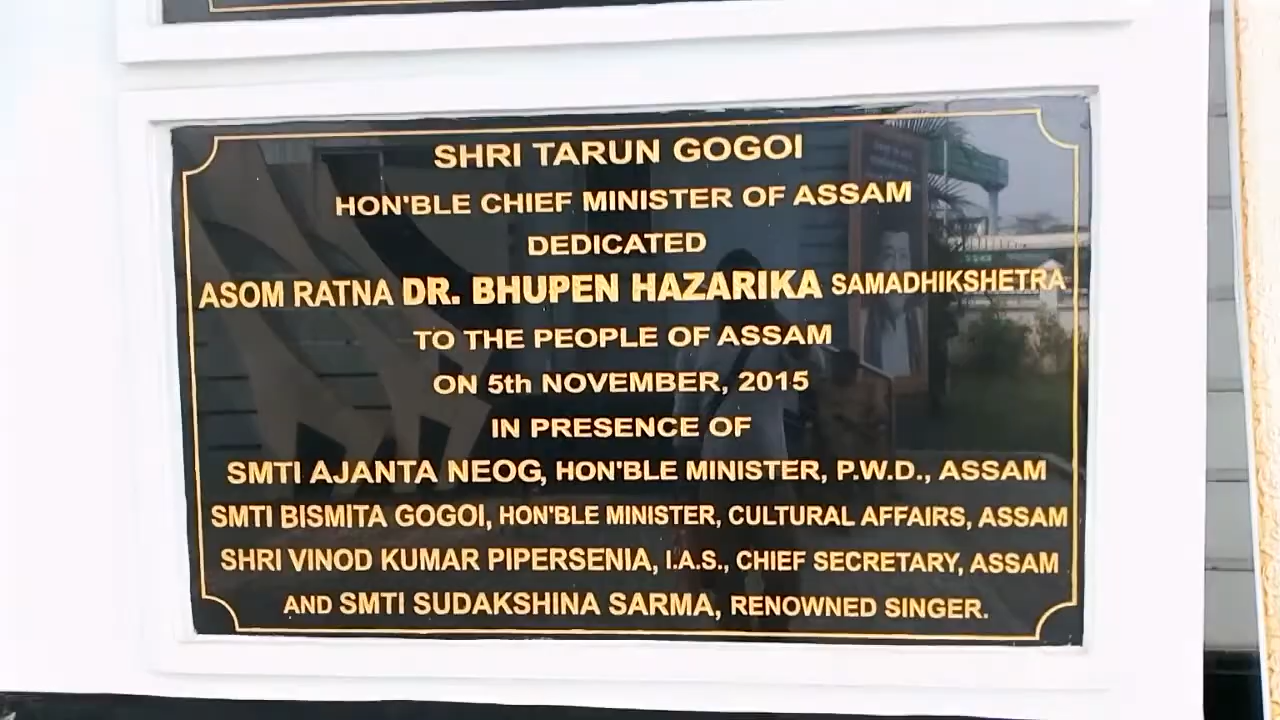 SHRI TARUN GOGOI
HON'BLE CHIEF MINISTER OF ASSAM
DEDICATED
ASOM RATNA DR. BHUPEN HAZARIKA SAMADHIKSHETRA
TO THE PEOPLE OF ASSAM
ON 5th NOVEMBER, 2015
IN PRESENCE OF
SMTI AJANTA NEOG, HON'BLE MINISTER, P.W.D., ASSAM
SMTI BISMITA GOGOI, HON'BLE MINISTER, CULTURAL AFFAIRS, ASSAM
SHRI VINOD KUMAR PIPERSENIA, I.A.S., CHIEF SECRETARY, ASSAM
AND SMTI SUDAKSHINA SARMA, RENOWNED SINGER.